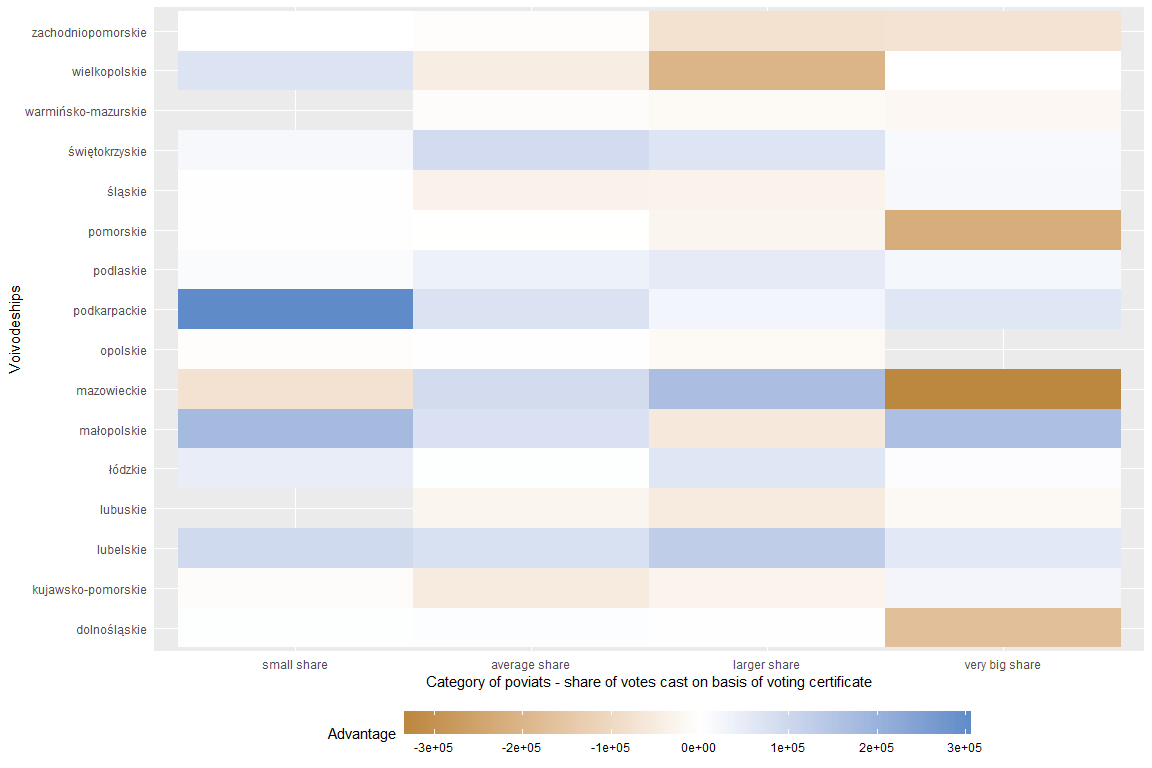 zachodniopomorskie
wielkopolskie
warmińsko-mazurskie
świętokrzyskie
śląskie
pomorskie
podlaskie
podkarpackie
opolskie
mazowieckie
małopolskie
łódzkie
lubuskie
lubelskie
kujawsko-pomorskie
dolnośląskie
Voivodeships
small share average share larger share very big share
Category of poviats - share of votes cast on basis of voting certificate
Advantage
-3e+05 -2e+05 -1e+05 0e+00 1e+05 2e+05 3e+05